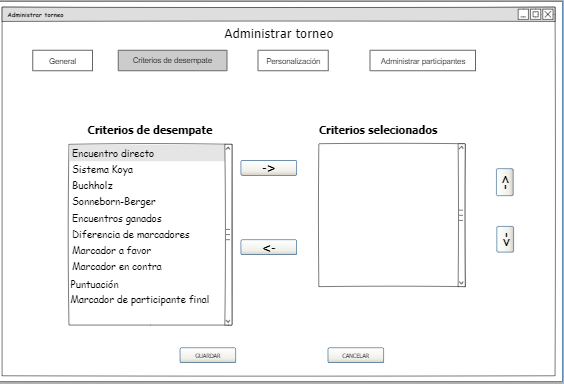 Administrar torneo
Administrar torneo
General
Criterios de desempate
Personalización
Administrar participantes
Criterios de desempate
Criterios selecionados
Encuentro directo
Sistema Koya
Buchholz
Sonneborn-Berger
Encuentros ganados
Diferencia de marcadores
Marcador a favor
Marcador en contra
Puntuación
Marcador de participante final
->
<-
->
<-
GUARDAR
CANCELAR